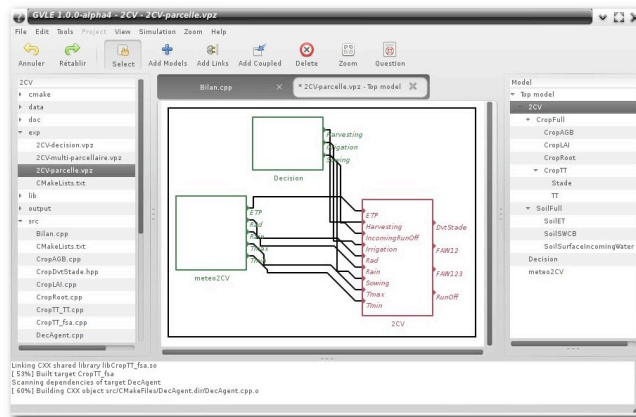 GVLE 1.0.0-alpha4 - 2CV - 2CV-parcelle.vpz
File Edit Tools Project View Simulation Zoom Help
Annuler Rétablir Select Add Models Add Links Add Coupled Delete Zoom Question
2CV
cmake
data
doc
exp
2CV-decision.vpz
2CV-multi-parcellaire.vpz
2CV-parcelle.vpz
CMakeLists.txt
lib
output
src
Bilan.cpp
CMakeLists.txt
CropAGB.cpp
CropDvtStade.hpp
CropLAI.cpp
CropRoot.cpp
CropTT_TT.cpp
CropTT_fsa.cpp
DecAgent.cpp
Bilan.cpp
* 2CV-parcelle.vpz - Top model
Harvesting
Irrigation
Sowing
Decision
ETP
Rad
Rain
Tmax
Tmin
meteo2CV
ETP
Harvesting
IncomingRunOff
Irrigation
Rad
Rain
Sowing
Tmax
Tmin
DvtStade
FAW12
FAW123
RunOff
2CV
Model
Top model
2CV
CropFull
CropAGB
CropLAI
CropRoot
CropTT
Stade
TT
SoilFull
SoilET
SoilSWCB
SoilSurfaceIncomingWater
Decision
meteo2CV
Linking CXX shared library libCropTT_fsa.so
[ 53%] Built target CropTT_fsa
Scanning dependencies of target DecAgent
[ 60%] Building CXX object src/CMakeFiles/DecAgent.dir/DecAgent.cpp.o